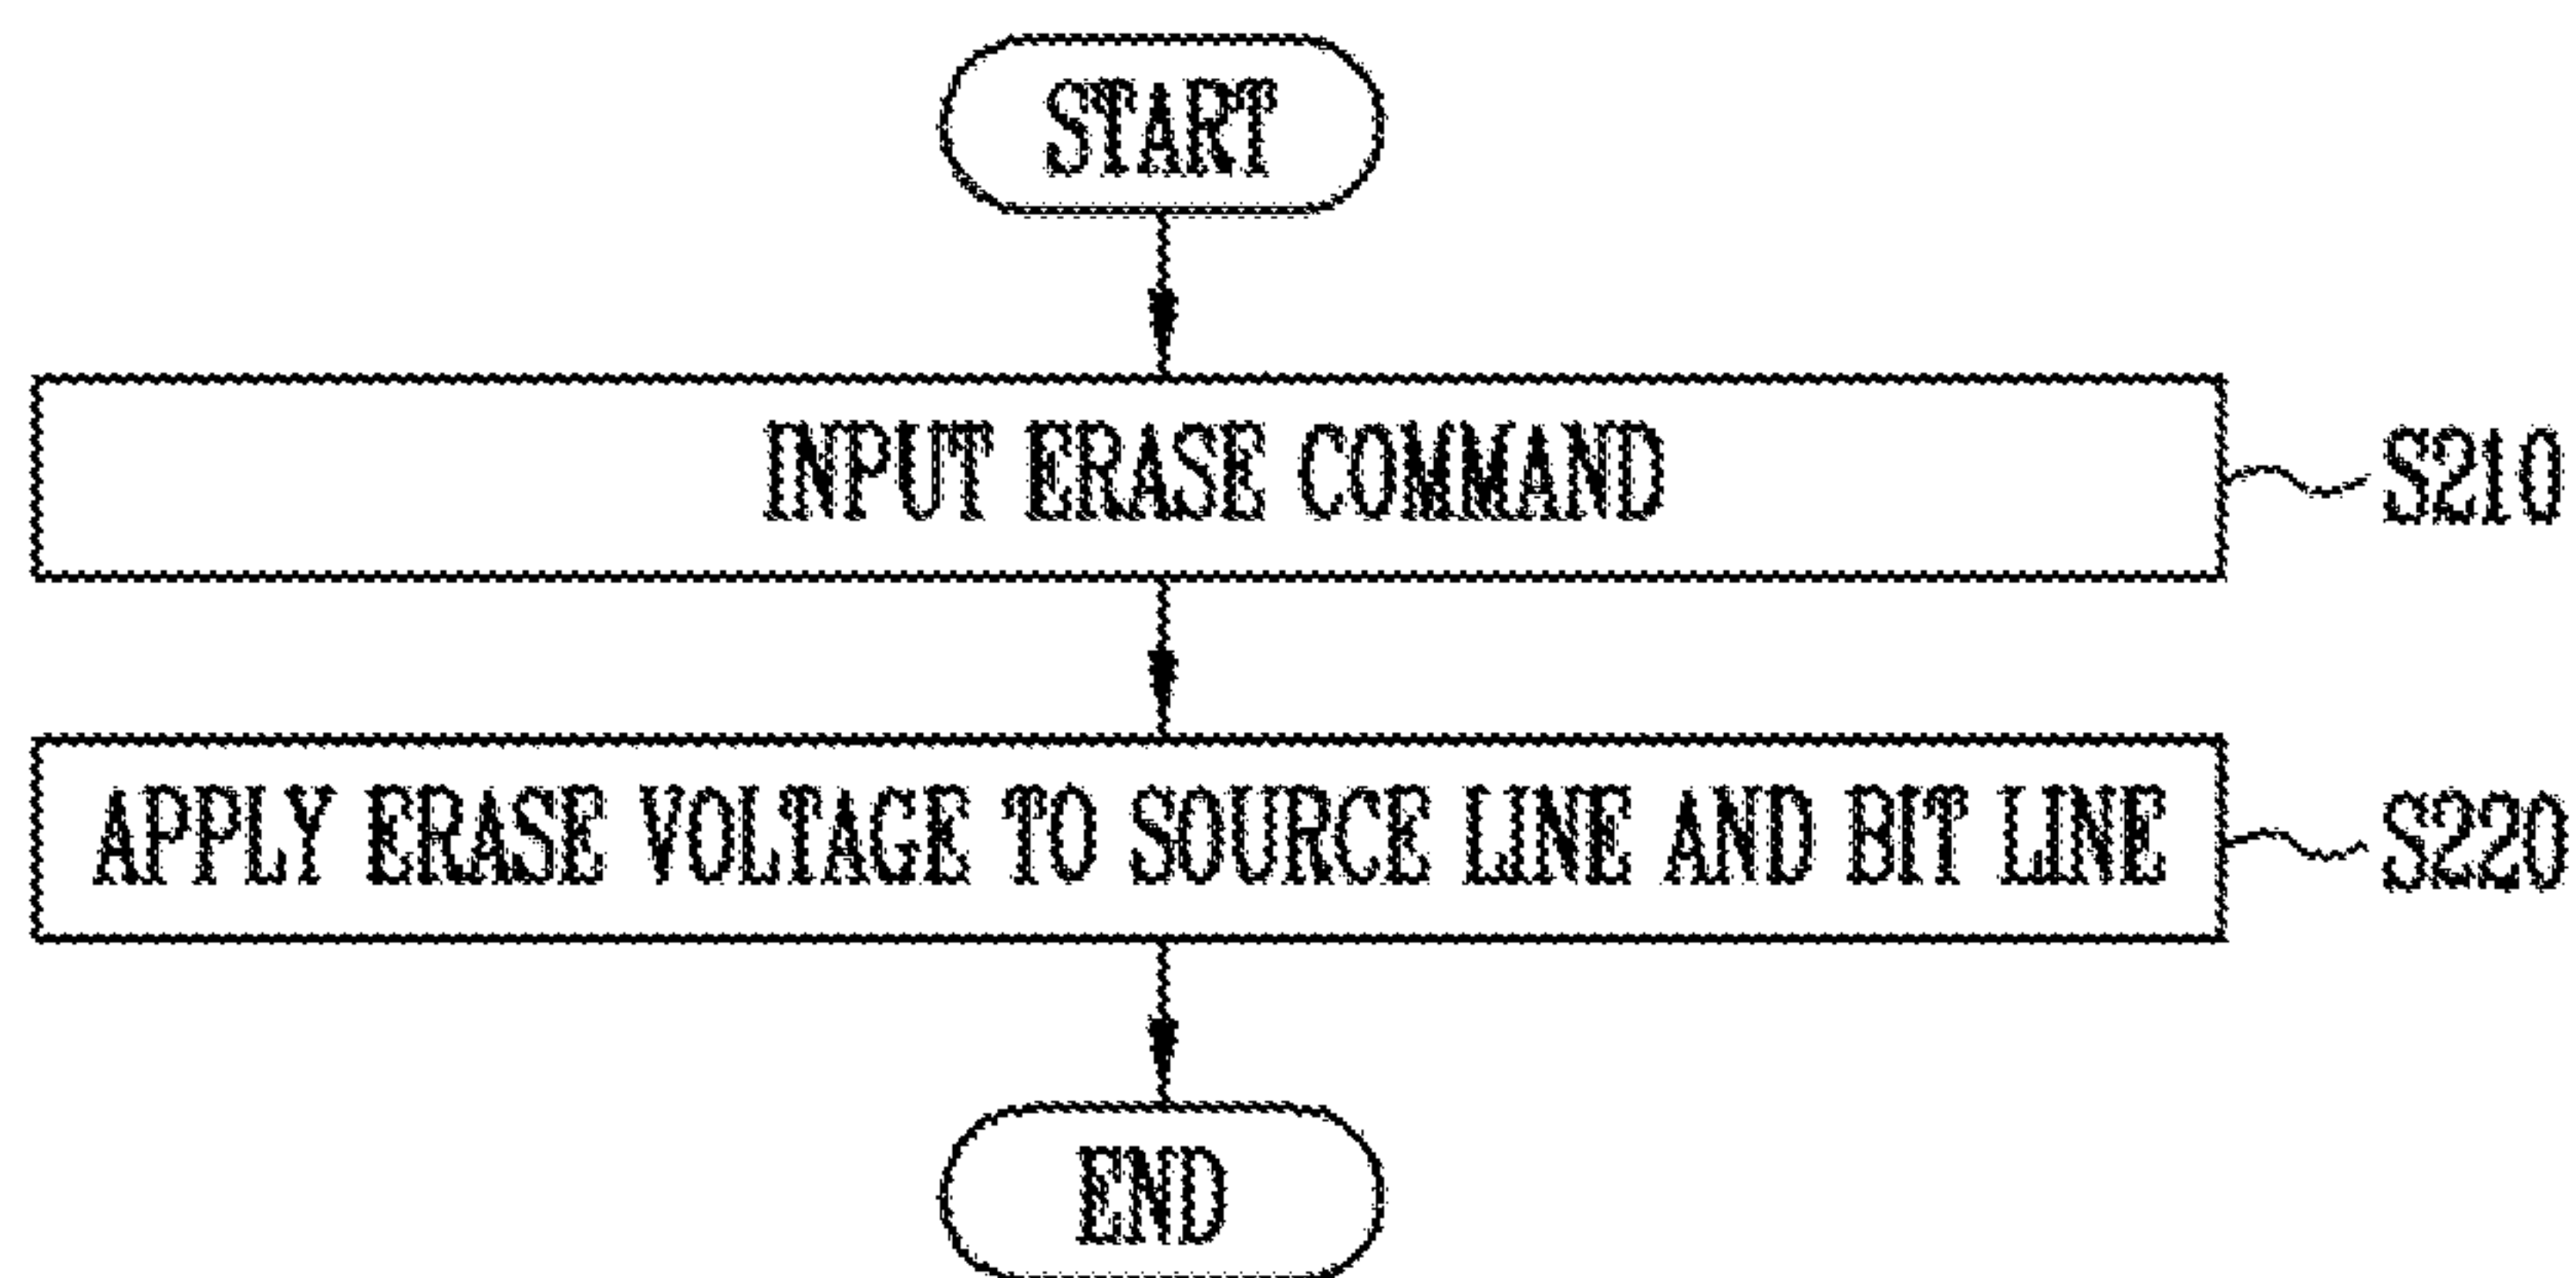 START
INPUT ERASE COMMAND
S210
APPLY ERASE VOLTAGE TO SOURCE LINE AND BIT LINE
S220
END